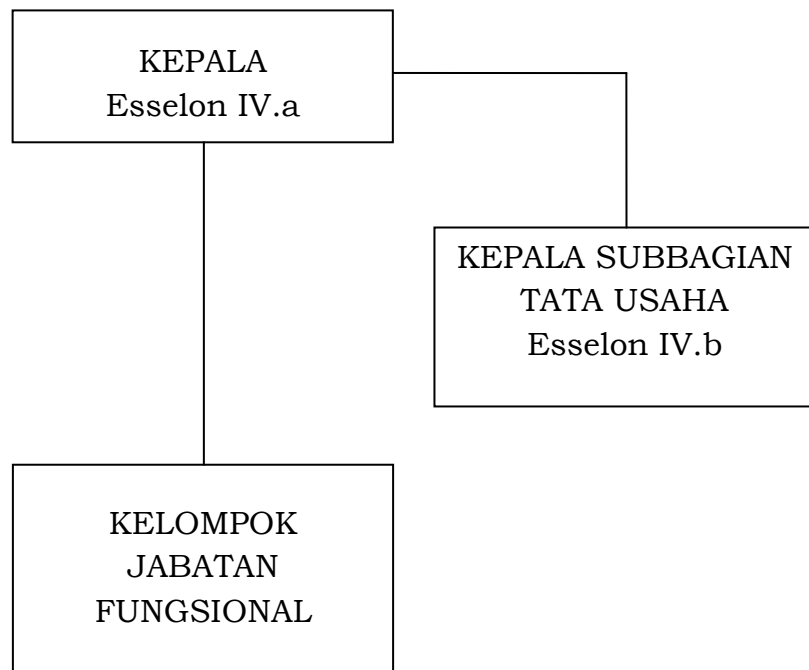 KEPALA
Esselon IV.a
KEPALA SUBBAGIAN
TATA USAHA
Esselon IV.b
KELOMPOK
JABATAN
FUNGSIONAL